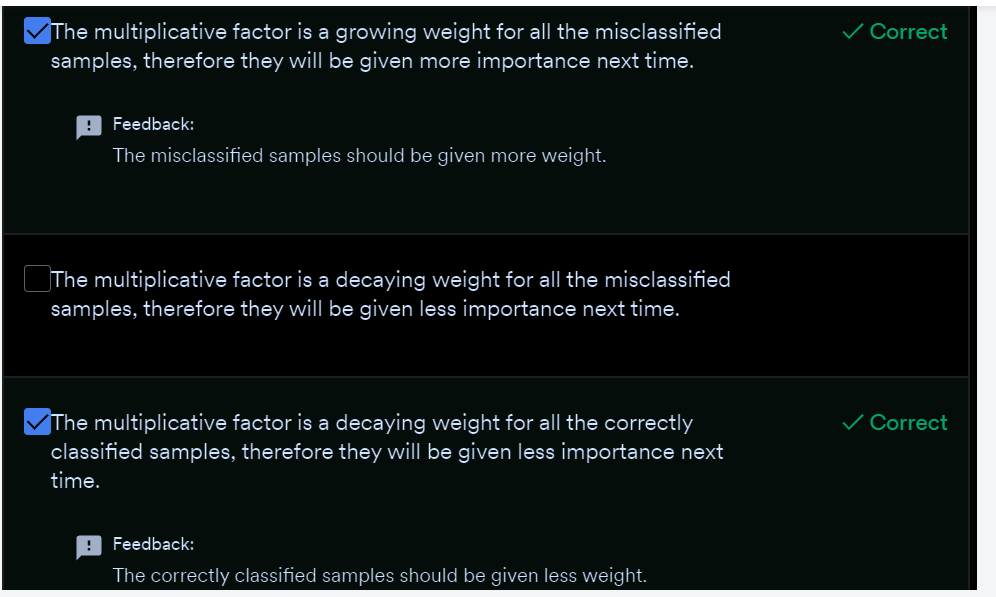 The multiplicative factor is a growing weight for all the misclassified
Correct
samples, therefore they will be given more importance next time.
Feedback:
The misclassified samples should be given more weight.
The multiplicative factor is a decaying weight for all the misclassified
samples, therefore they will be given less importance next time.
The multiplicative factor is a decaying weight for all the correctly
Correct
classified samples, therefore they will be given less importance next
time.
Feedback:
The correctly classified samples should be given less weight.